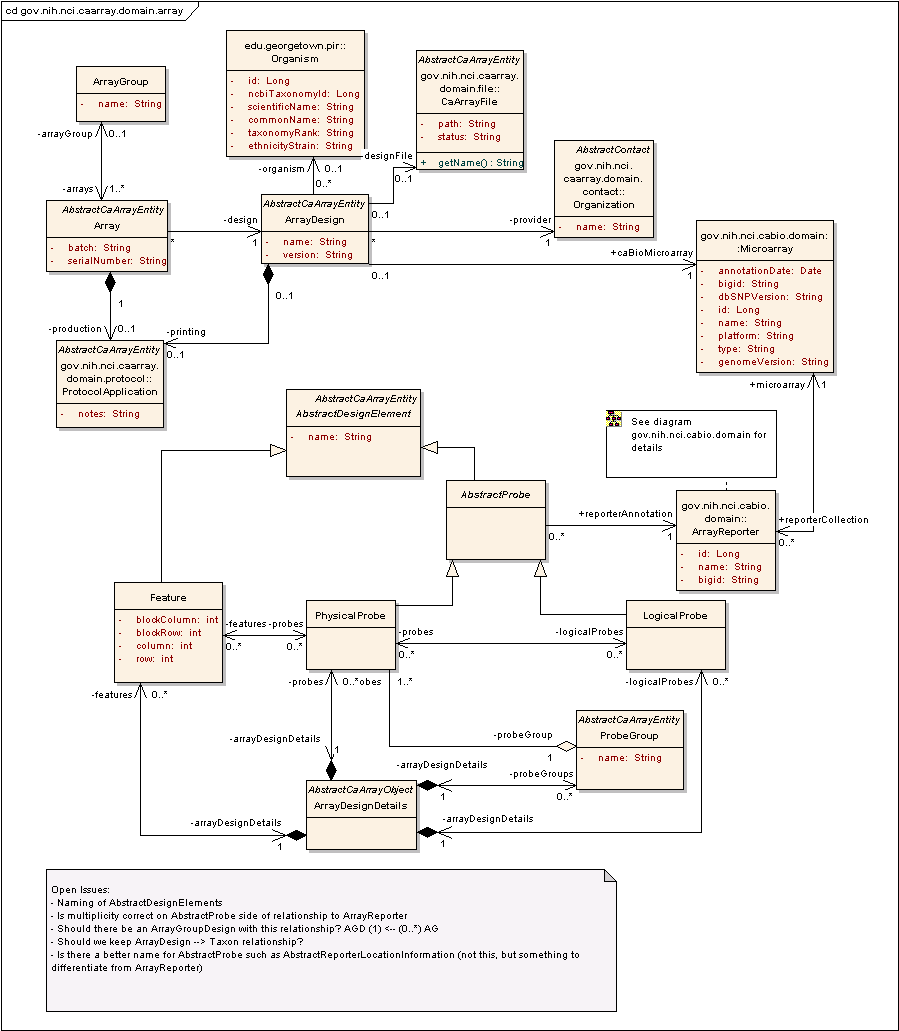 cd gov.nih.nci.caarray.domain.array
ArrayGroup
- name: String
-arrayGroup
0..1
-arrays
1..*
edu.georgetown.pir::
Organism
- id: Long
- ncbiTaxonomyId: Long
- scientificName: String
- commonName: String
- taxonomyRank: String
- ethnicityStrain: String
-organism
0..1
0..*
AbstractCaArrayEntity
gov.nih.nci.caarray.
domain.file::
CaArrayFile
- path: String
- status: String
+ getName() : String
designFile
0..1
0..1
AbstractContact
gov.nih.nci.
caarray.domain.
contact::
Organization
- name: String
AbstractCaArrayEntity
Array
- batch: String
- serialNumber: String
-design
*
1
AbstractCaArrayEntity
ArrayDesign
- name: String
- version: String
-provider
*
1
+caBioMicroarray
0..1
1
gov.nih.nci.cabio.domain:
:Microarray
- annotationDate: Date
- bigid: String
- dbSNPVersion: String
- id: Long
- name: String
- platform: String
- type: String
- genomeVersion: String
+microarray
1
1
-production
0..1
0..1
-printing
0..1
AbstractCaArrayEntity
gov.nih.nci.caarray.
domain.protocol::
ProtocolApplication
- notes: String
AbstractCaArrayEntity
AbstractDesignElement
- name: String
See diagram
gov.nih.nci.cabio.domain for
details
AbstractProbe
+reporterAnnotation
0..*
1
gov.nih.nci.cabio.
domain::
ArrayReporter
- id: Long
- name: String
- bigid: String
+reporterCollection
0..*
Feature
- blockColumn: int
- blockRow: int
- column: int
- row: int
-features
-probes
0..*
0..*
PhysicalProbe
-probes
0..*
-logicalProbes
0..*
LogicalProbe
-features
0..*
-probes
0..*
obes
1..*
-logicalProbes
0..*
-arrayDesignDetails
1
-probeGroup
1
AbstractCaArrayEntity
ProbeGroup
- name: String
-arrayDesignDetails
1
-probeGroups
0..*
AbstractCaArrayObject
ArrayDesignDetails
-arrayDesignDetails
1
-arrayDesignDetails
1
Open Issues:
- Naming of AbstractDesignElements
- Is multiplicity correct on AbstractProbe side of relationship to ArrayReporter
- Should there be an ArrayGroupDesign with this relationship? AGD (1) <-- (0..*) AG
- Should we keep ArrayDesign --> Taxon relationship?
- Is there a better name for AbstractProbe such as AbstractReporterLocationInformation (not this, but something to
differentiate from ArrayReporter)